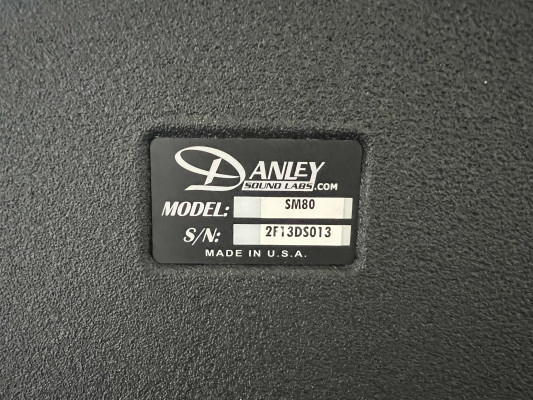 DANLEY
SOUND LABS.COM
MODEL: SM80
S/N: 2F13DS013
MADE IN U.S.A.